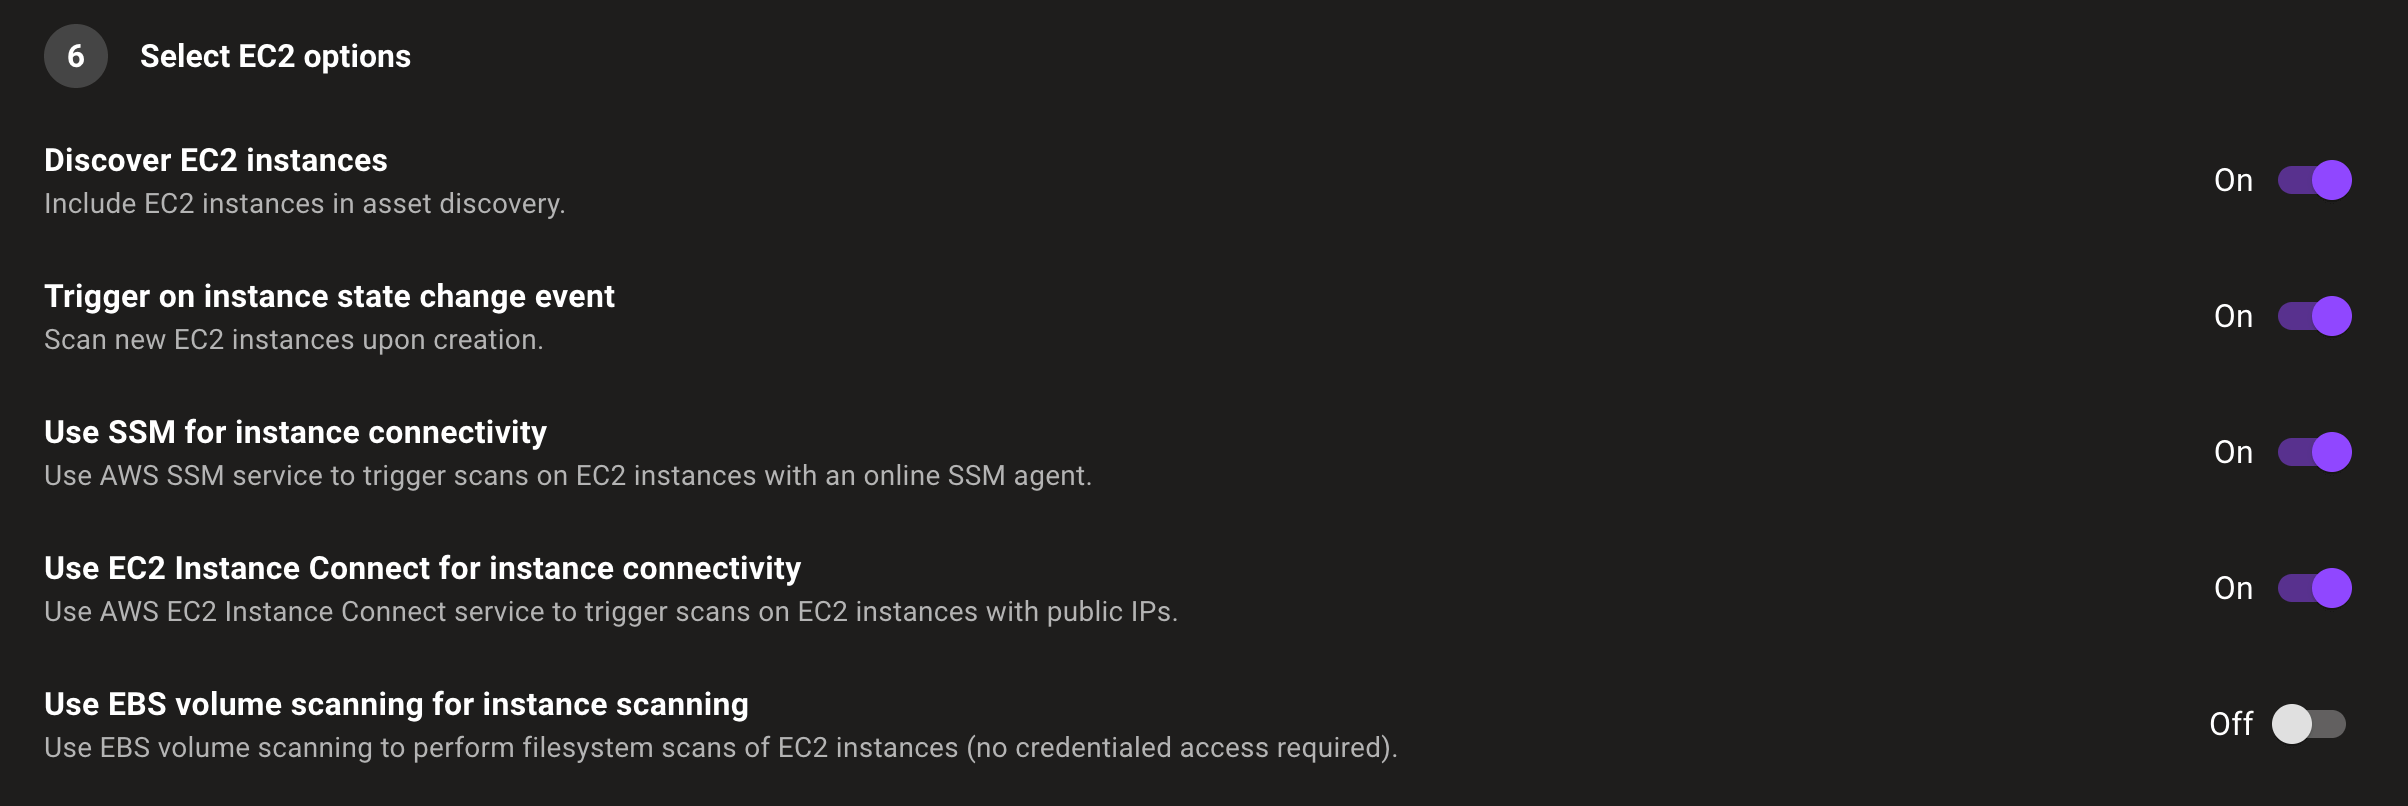 6
Select EC2 options
Discover EC2 instances
Include EC2 instances in asset discovery.
On
Trigger on instance state change event
Scan new EC2 instances upon creation.
On
Use SSM for instance connectivity
Use AWS SSM service to trigger scans on EC2 instances with an online SSM agent.
On
Use EC2 Instance Connect for instance connectivity
Use AWS EC2 Instance Connect service to trigger scans on EC2 instances with public IPs.
On
Use EBS volume scanning for instance scanning
Use EBS volume scanning to perform filesystem scans of EC2 instances (no credentialed access required).
Off